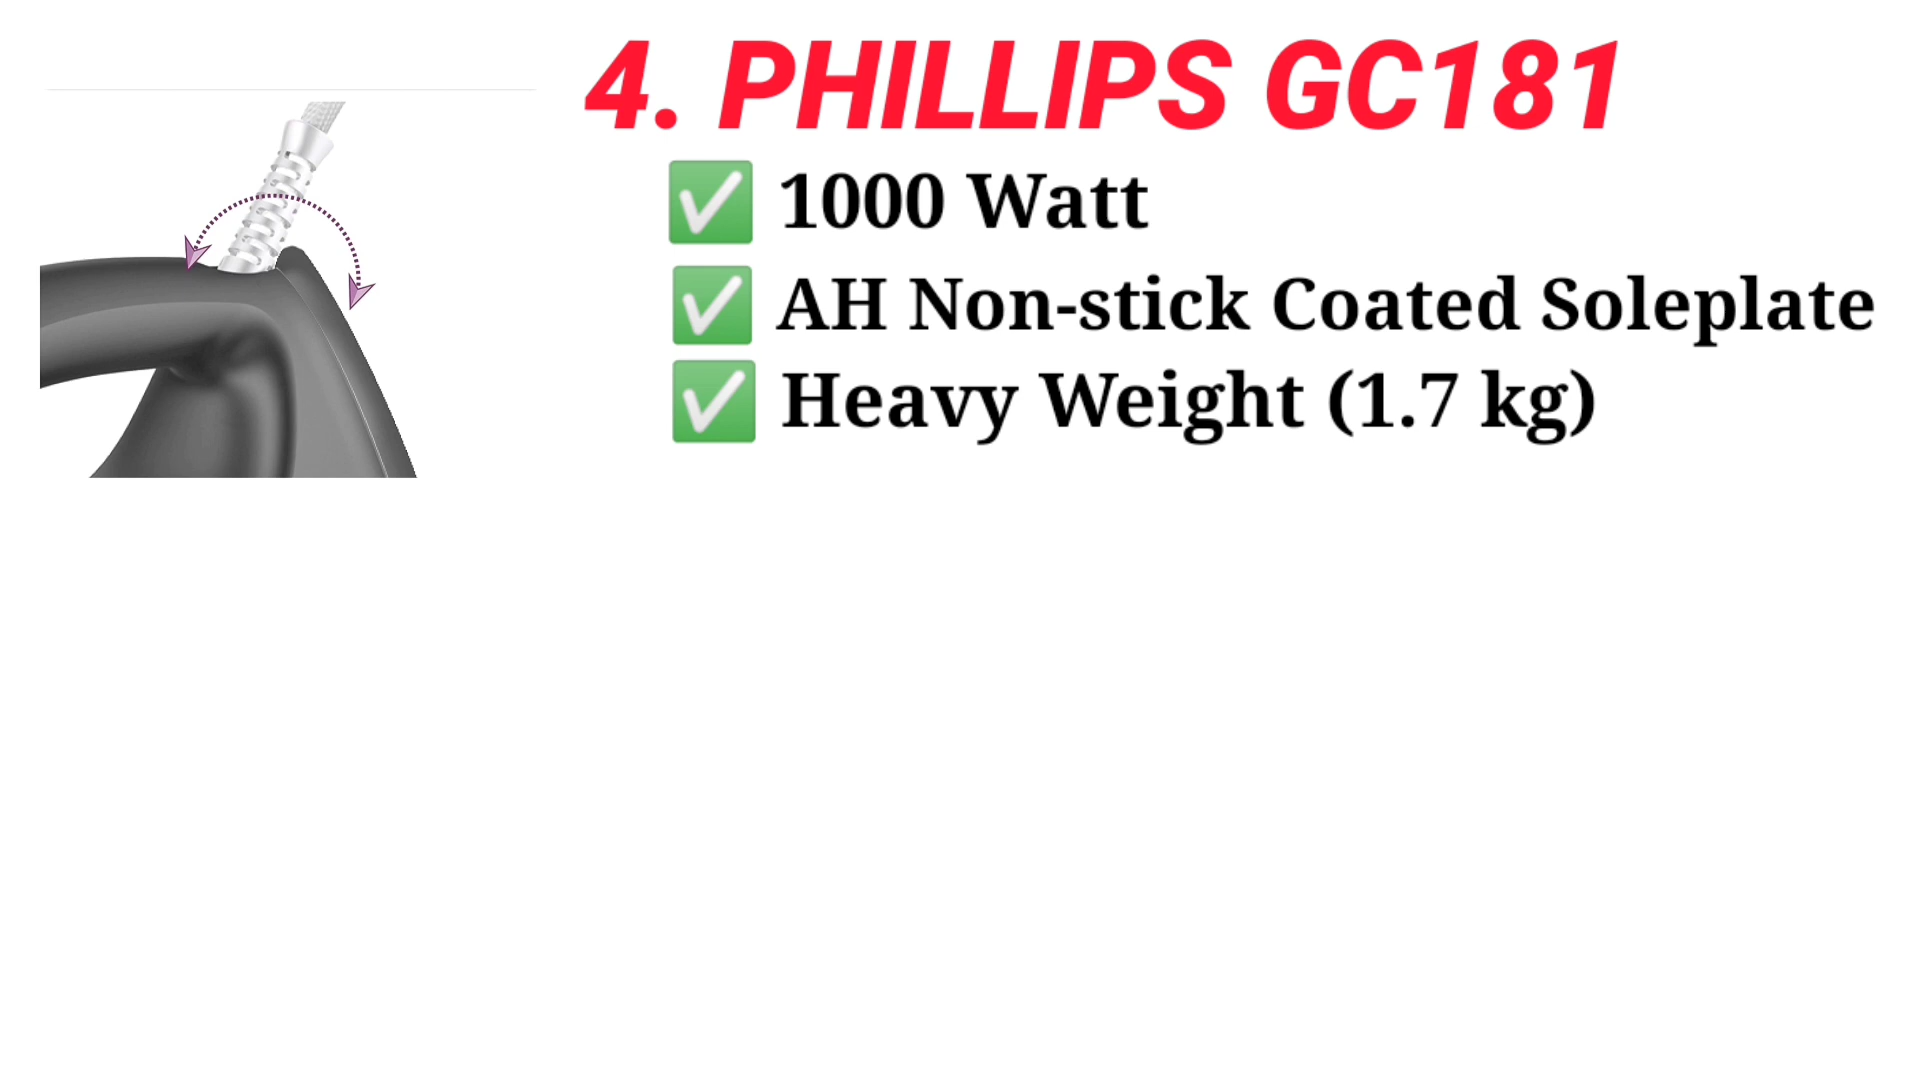 4. PHILLIPS GC181
✅ 1000 Watt
✅ AH Non-stick Coated Soleplate
✅ Heavy Weight (1.7 kg)